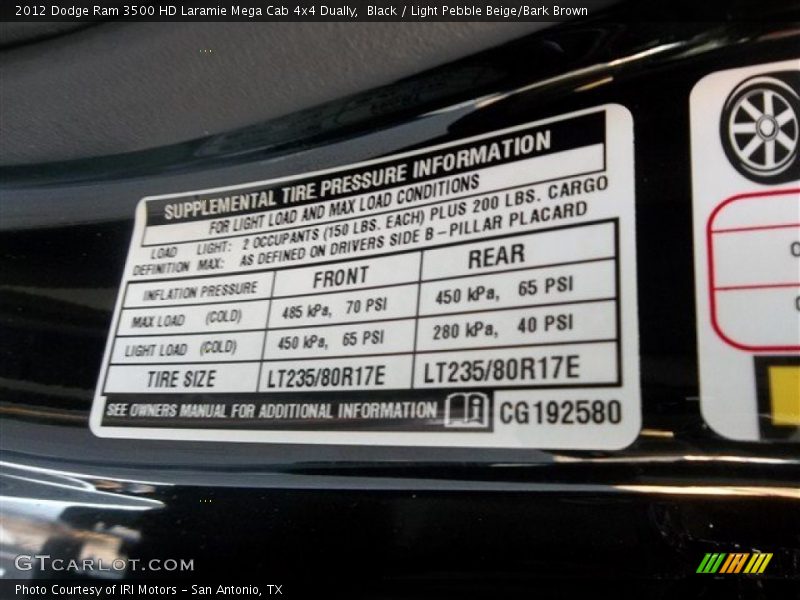 2012 Dodge Ram 3500 HD Laramie Mega Cab 4x4 Dually,  Black / Light Pebble Beige/Bark Brown
SUPPLEMENTAL TIRE PRESSURE INFORMATION
FOR LIGHT LOAD AND MAX LOAD CONDITIONS
LOAD LIGHT: 2 OCCUPANTS (150 LBS. EACH) PLUS 200 LBS. CARGO
DEFINITION MAX: AS DEFINED ON DRIVERS SIDE B-PILLAR PLACARD
INFLATION PRESSURE FRONT REAR
MAX LOAD (COLD) 485 kPa, 70 PSI 450 kPa, 65 PSI
LIGHT LOAD (COLD) 450 kPa, 65 PSI 280 kPa, 40 PSI
TIRE SIZE LT235/80R17E LT235/80R17E
SEE OWNERS MANUAL FOR ADDITIONAL INFORMATION CG192580
GTCARLOT.COM
Photo Courtesy of IRI Motors - San Antonio, TX